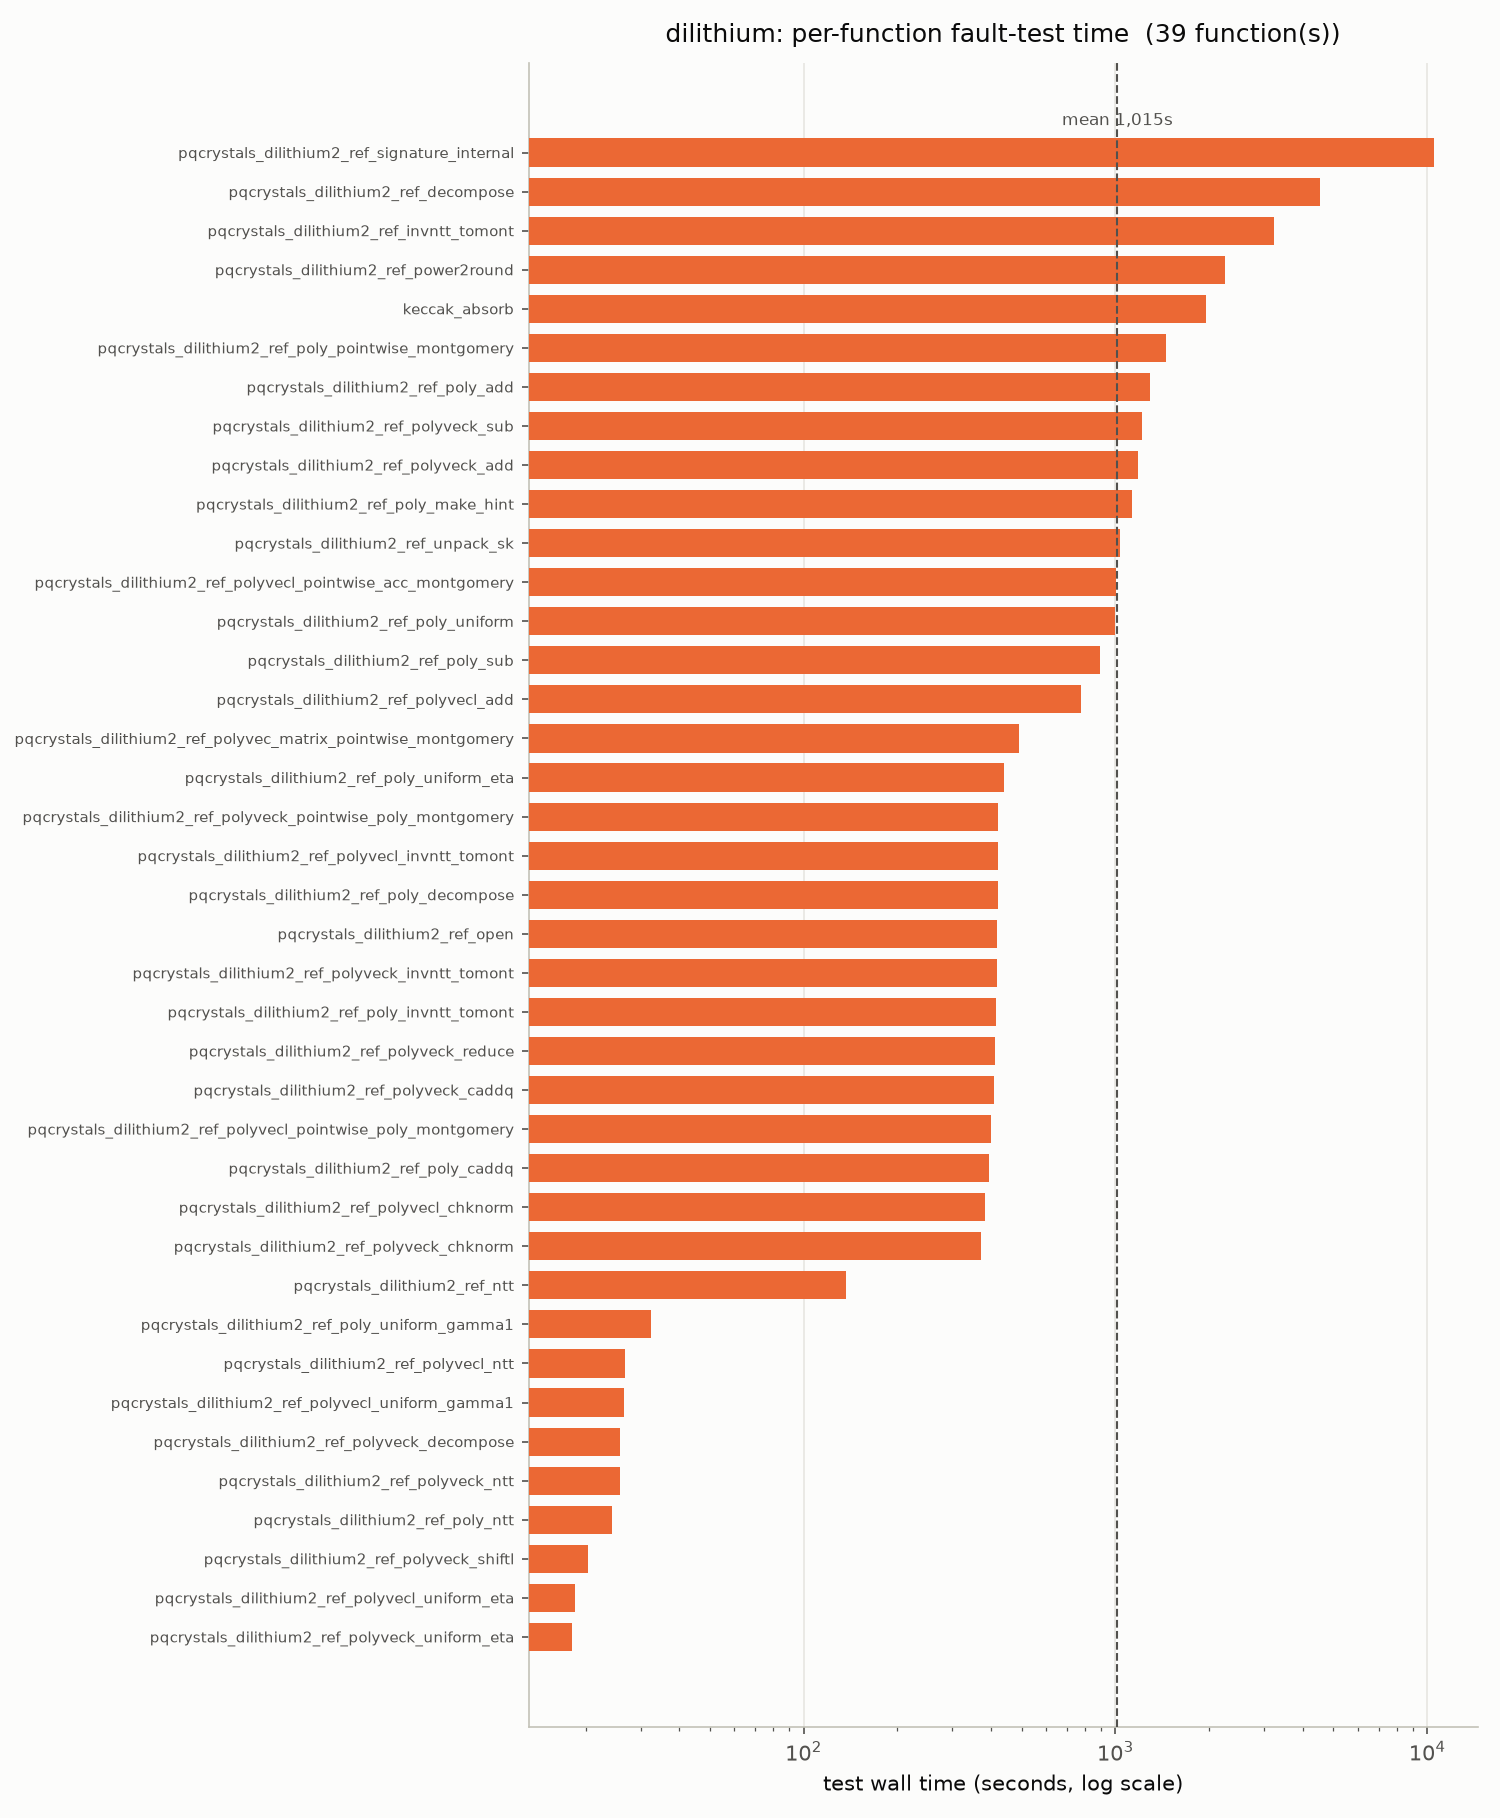 dilithium: per-function fault-test time  (39 function(s))
mean 1,015s
pqcrystals_dilithium2_ref_signature_internal
pqcrystals_dilithium2_ref_decompose
pqcrystals_dilithium2_ref_invntt_tomont
pqcrystals_dilithium2_ref_power2round
keccak_absorb
pqcrystals_dilithium2_ref_poly_pointwise_montgomery
pqcrystals_dilithium2_ref_poly_add
pqcrystals_dilithium2_ref_polyveck_sub
pqcrystals_dilithium2_ref_polyveck_add
pqcrystals_dilithium2_ref_poly_make_hint
pqcrystals_dilithium2_ref_unpack_sk
pqcrystals_dilithium2_ref_polyvecl_pointwise_acc_montgomery
pqcrystals_dilithium2_ref_poly_uniform
pqcrystals_dilithium2_ref_poly_sub
pqcrystals_dilithium2_ref_polyvecl_add
pqcrystals_dilithium2_ref_polyvec_matrix_pointwise_montgomery
pqcrystals_dilithium2_ref_poly_uniform_eta
pqcrystals_dilithium2_ref_polyveck_pointwise_poly_montgomery
pqcrystals_dilithium2_ref_polyvecl_invntt_tomont
pqcrystals_dilithium2_ref_poly_decompose
pqcrystals_dilithium2_ref_open
pqcrystals_dilithium2_ref_polyveck_invntt_tomont
pqcrystals_dilithium2_ref_poly_invntt_tomont
pqcrystals_dilithium2_ref_polyveck_reduce
pqcrystals_dilithium2_ref_polyveck_caddq
pqcrystals_dilithium2_ref_polyvecl_pointwise_poly_montgomery
pqcrystals_dilithium2_ref_poly_caddq
pqcrystals_dilithium2_ref_polyvecl_chknorm
pqcrystals_dilithium2_ref_polyveck_chknorm
pqcrystals_dilithium2_ref_ntt
pqcrystals_dilithium2_ref_poly_uniform_gamma1
pqcrystals_dilithium2_ref_polyvecl_ntt
pqcrystals_dilithium2_ref_polyvecl_uniform_gamma1
pqcrystals_dilithium2_ref_polyveck_decompose
pqcrystals_dilithium2_ref_polyveck_ntt
pqcrystals_dilithium2_ref_poly_ntt
pqcrystals_dilithium2_ref_polyveck_shiftl
pqcrystals_dilithium2_ref_polyvecl_uniform_eta
pqcrystals_dilithium2_ref_polyveck_uniform_eta
10² 10³ 10⁴
test wall time (seconds, log scale)